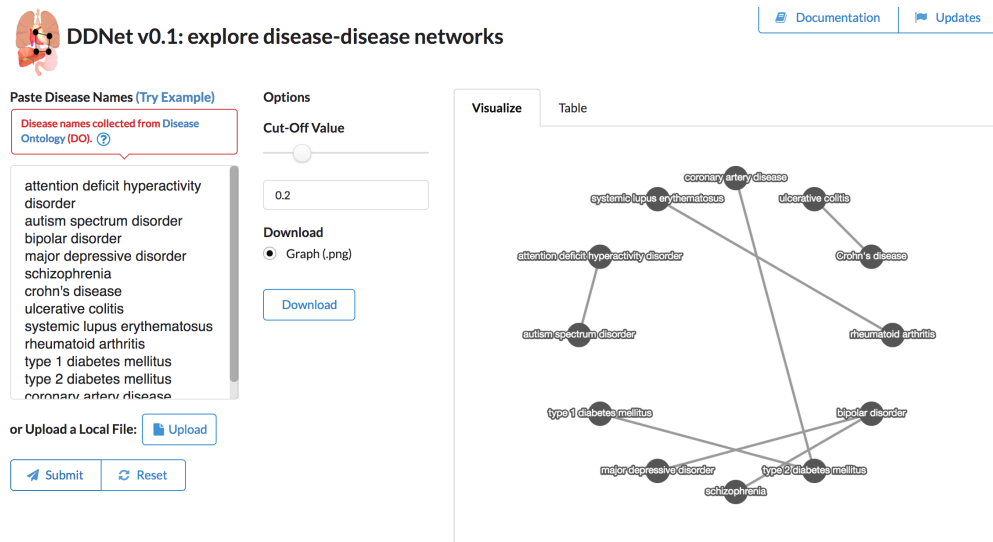 DDNet v0.1: explore disease-disease networks
Documentation
Updates
Paste Disease Names (Try Example)
Disease names collected from Disease
Ontology (DO). ?
attention deficit hyperactivity
disorder
autism spectrum disorder
bipolar disorder
major depressive disorder
schizophrenia
crohn's disease
ulcerative colitis
systemic lupus erythematosus
rheumatoid arthritis
type 1 diabetes mellitus
type 2 diabetes mellitus
coronary artery disease
or Upload a Local File:
Upload
Submit
Reset
Options
Cut-Off Value
0.2
Download
Graph (.png)
Download
Visualize
Table
coronary artery disease
systemic lupus erythematosus
ulcerative colitis
attention deficit hyperactivity disorder
Crohn's disease
autism spectrum disorder
rheumatoid arthritis
type 1 diabetes mellitus
bipolar disorder
major depressive disorder
type 2 diabetes mellitus
schizophrenia